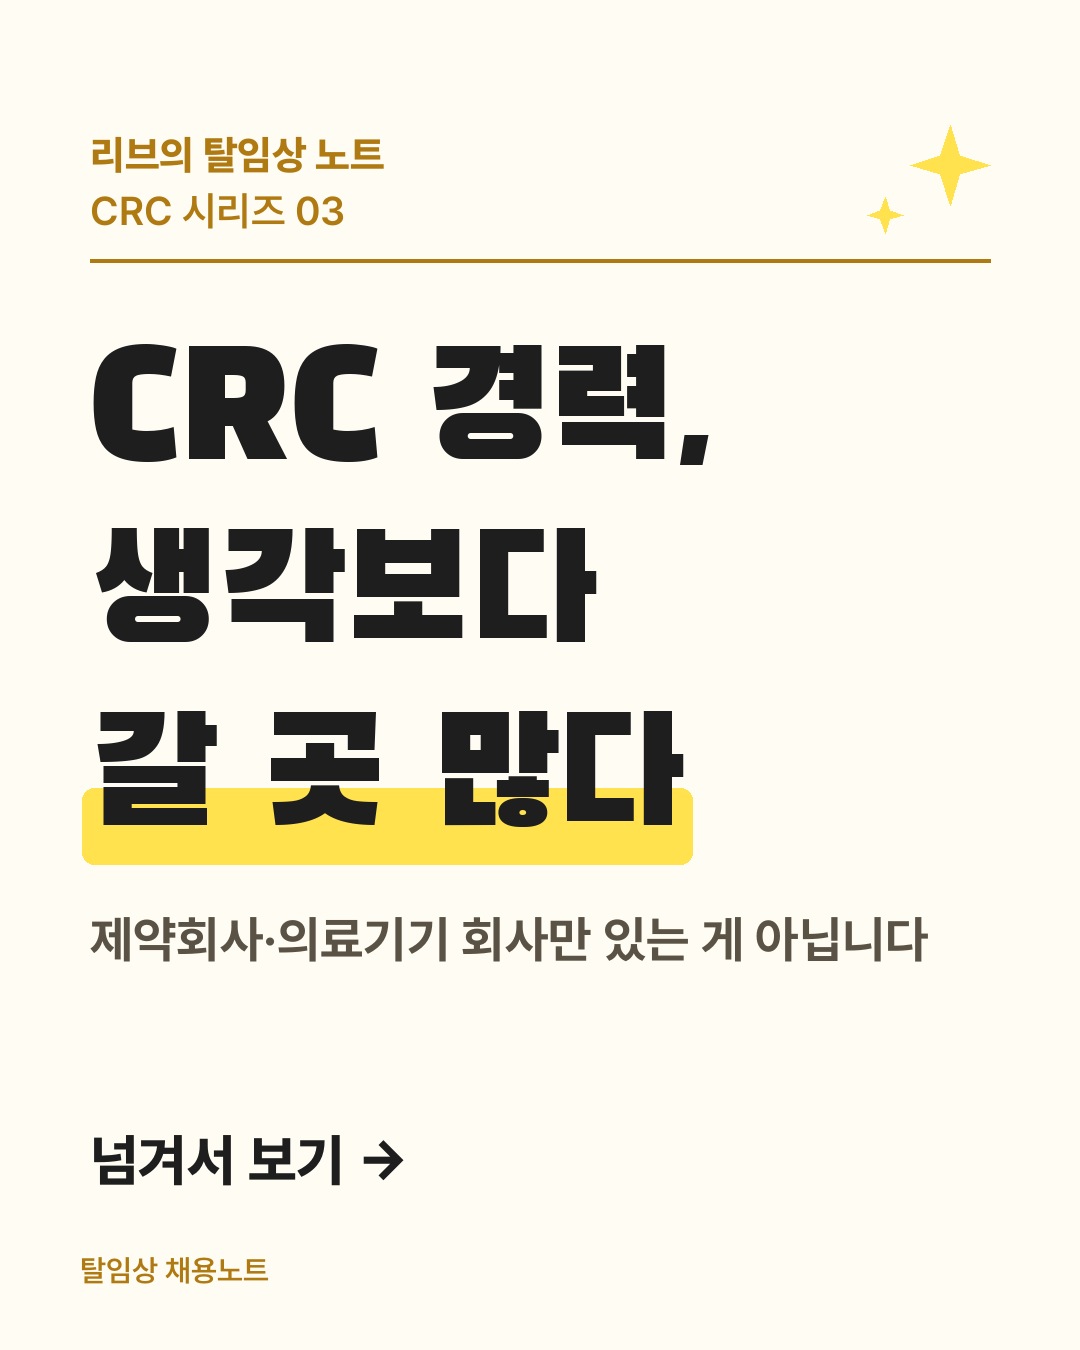 리브의 탈임상 노트
CRC 시리즈 03
CRC 경력,
생각보다
갈 곳 많다
제약회사·의료기기 회사만 있는 게 아닙니다
넘겨서 보기 →
탈임상 채용노트